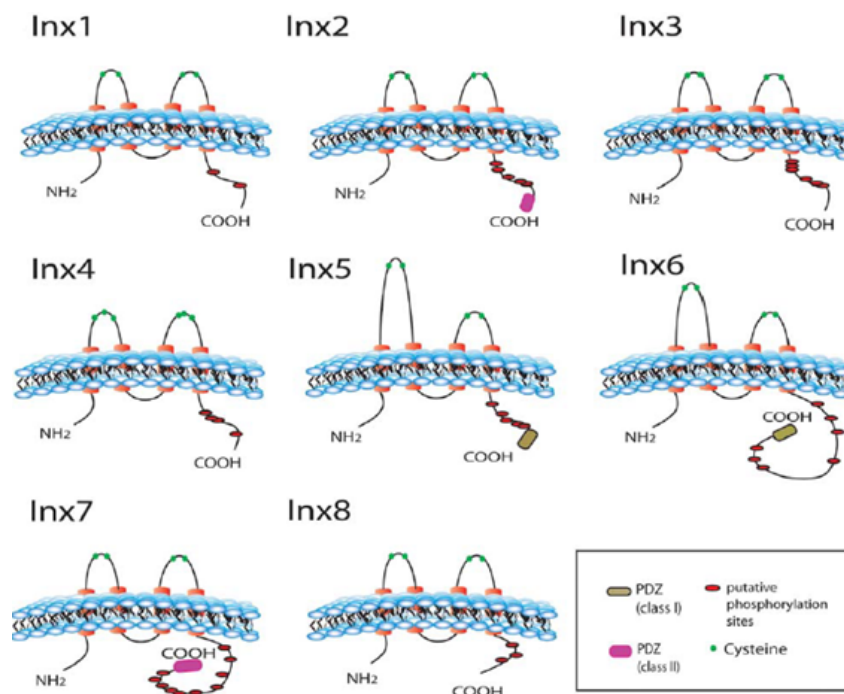 Inx1
Inx2
Inx3
NH2
COOH
NH2
COOH
NH2
COOH
Inx4
Inx5
Inx6
NH2
COOH
NH2
COOH
NH2
COOH
Inx7
Inx8
NH2
COOH
NH2
COOH
PDZ
(class I)
putative
phosphorylation
sites
PDZ
(class II)
Cysteine